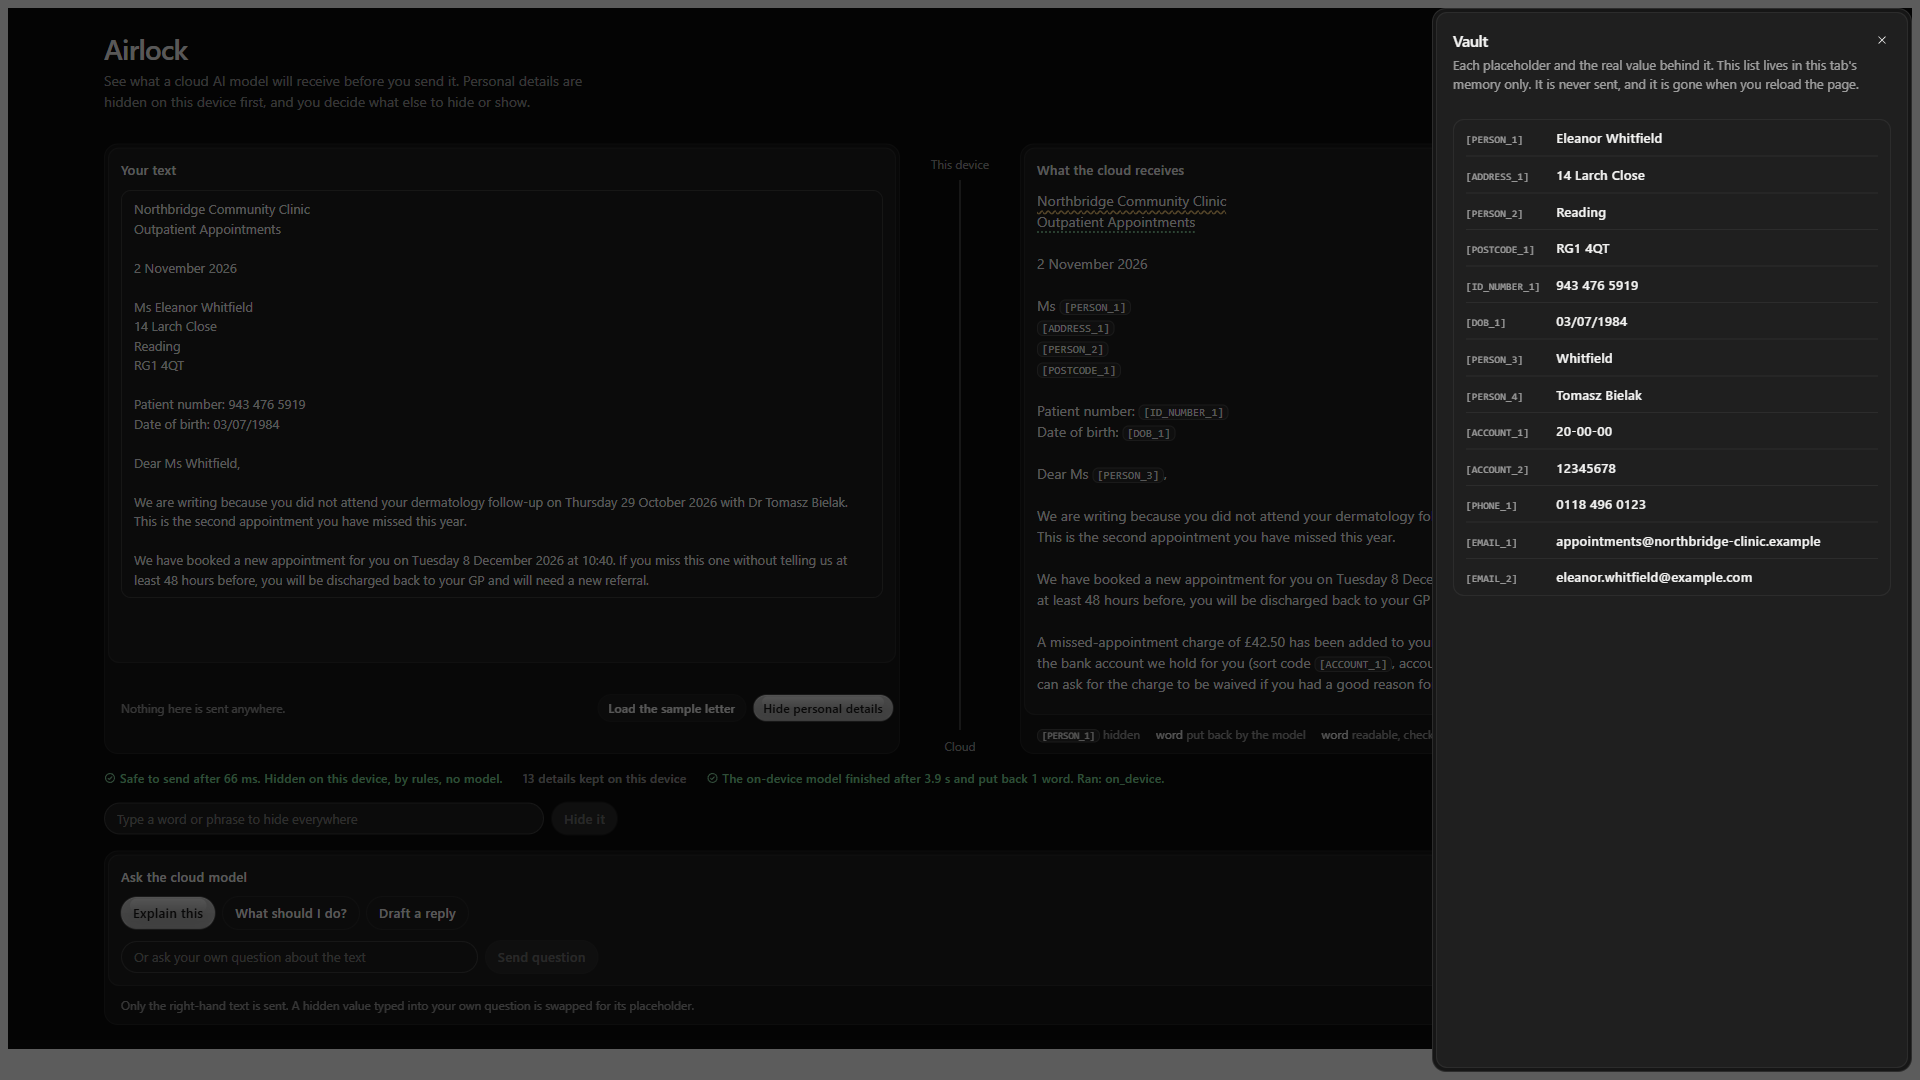 Airlock
See what a cloud AI model will receive before you send it. Personal details are
hidden on this device first, and you decide what else to hide or show.
Your text
Northbridge Community Clinic
Outpatient Appointments
2 November 2026
Ms Eleanor Whitfield
14 Larch Close
Reading
RG1 4QT
Patient number: 943 476 5919
Date of birth: 03/07/1984
Dear Ms Whitfield,
We are writing because you did not attend your dermatology follow-up on Thursday 29 October 2026 with Dr Tomasz Bielak.
This is the second appointment you have missed this year.
We have booked a new appointment for you on Tuesday 8 December 2026 at 10:40. If you miss this one without telling us at
least 48 hours before, you will be discharged back to your GP and will need a new referral.
Nothing here is sent anywhere.
Load the sample letter
Hide personal details
This device
Cloud
What the cloud receives
Northbridge Community Clinic
Outpatient Appointments
2 November 2026
Ms [PERSON_1]
[ADDRESS_1]
[PERSON_2]
[POSTCODE_1]
Patient number: [ID_NUMBER_1]
Date of birth: [DOB_1]
Dear Ms [PERSON_3],
We are writing because you did not attend your dermatology fo
This is the second appointment you have missed this year.
We have booked a new appointment for you on Tuesday 8 Dece
at least 48 hours before, you will be discharged back to your GP
A missed-appointment charge of £42.50 has been added to you
the bank account we hold for you (sort code [ACCOUNT_1], accou
can ask for the charge to be waived if you had a good reason fo
[PERSON_1] hidden word put back by the model word readable, check
Safe to send after 66 ms. Hidden on this device, by rules, no model. 13 details kept on this device The on-device model finished after 3.9 s and put back 1 word. Ran: on_device.
Type a word or phrase to hide everywhere
Hide it
Ask the cloud model
Explain this
What should I do?
Draft a reply
Or ask your own question about the text
Send question
Only the right-hand text is sent. A hidden value typed into your own question is swapped for its placeholder.
Vault
Each placeholder and the real value behind it. This list lives in this tab's
memory only. It is never sent, and it is gone when you reload the page.
[PERSON_1] Eleanor Whitfield
[ADDRESS_1] 14 Larch Close
[PERSON_2] Reading
[POSTCODE_1] RG1 4QT
[ID_NUMBER_1] 943 476 5919
[DOB_1] 03/07/1984
[PERSON_3] Whitfield
[PERSON_4] Tomasz Bielak
[ACCOUNT_1] 20-00-00
[ACCOUNT_2] 12345678
[PHONE_1] 0118 496 0123
[EMAIL_1] appointments@northbridge-clinic.example
[EMAIL_2] eleanor.whitfield@example.com